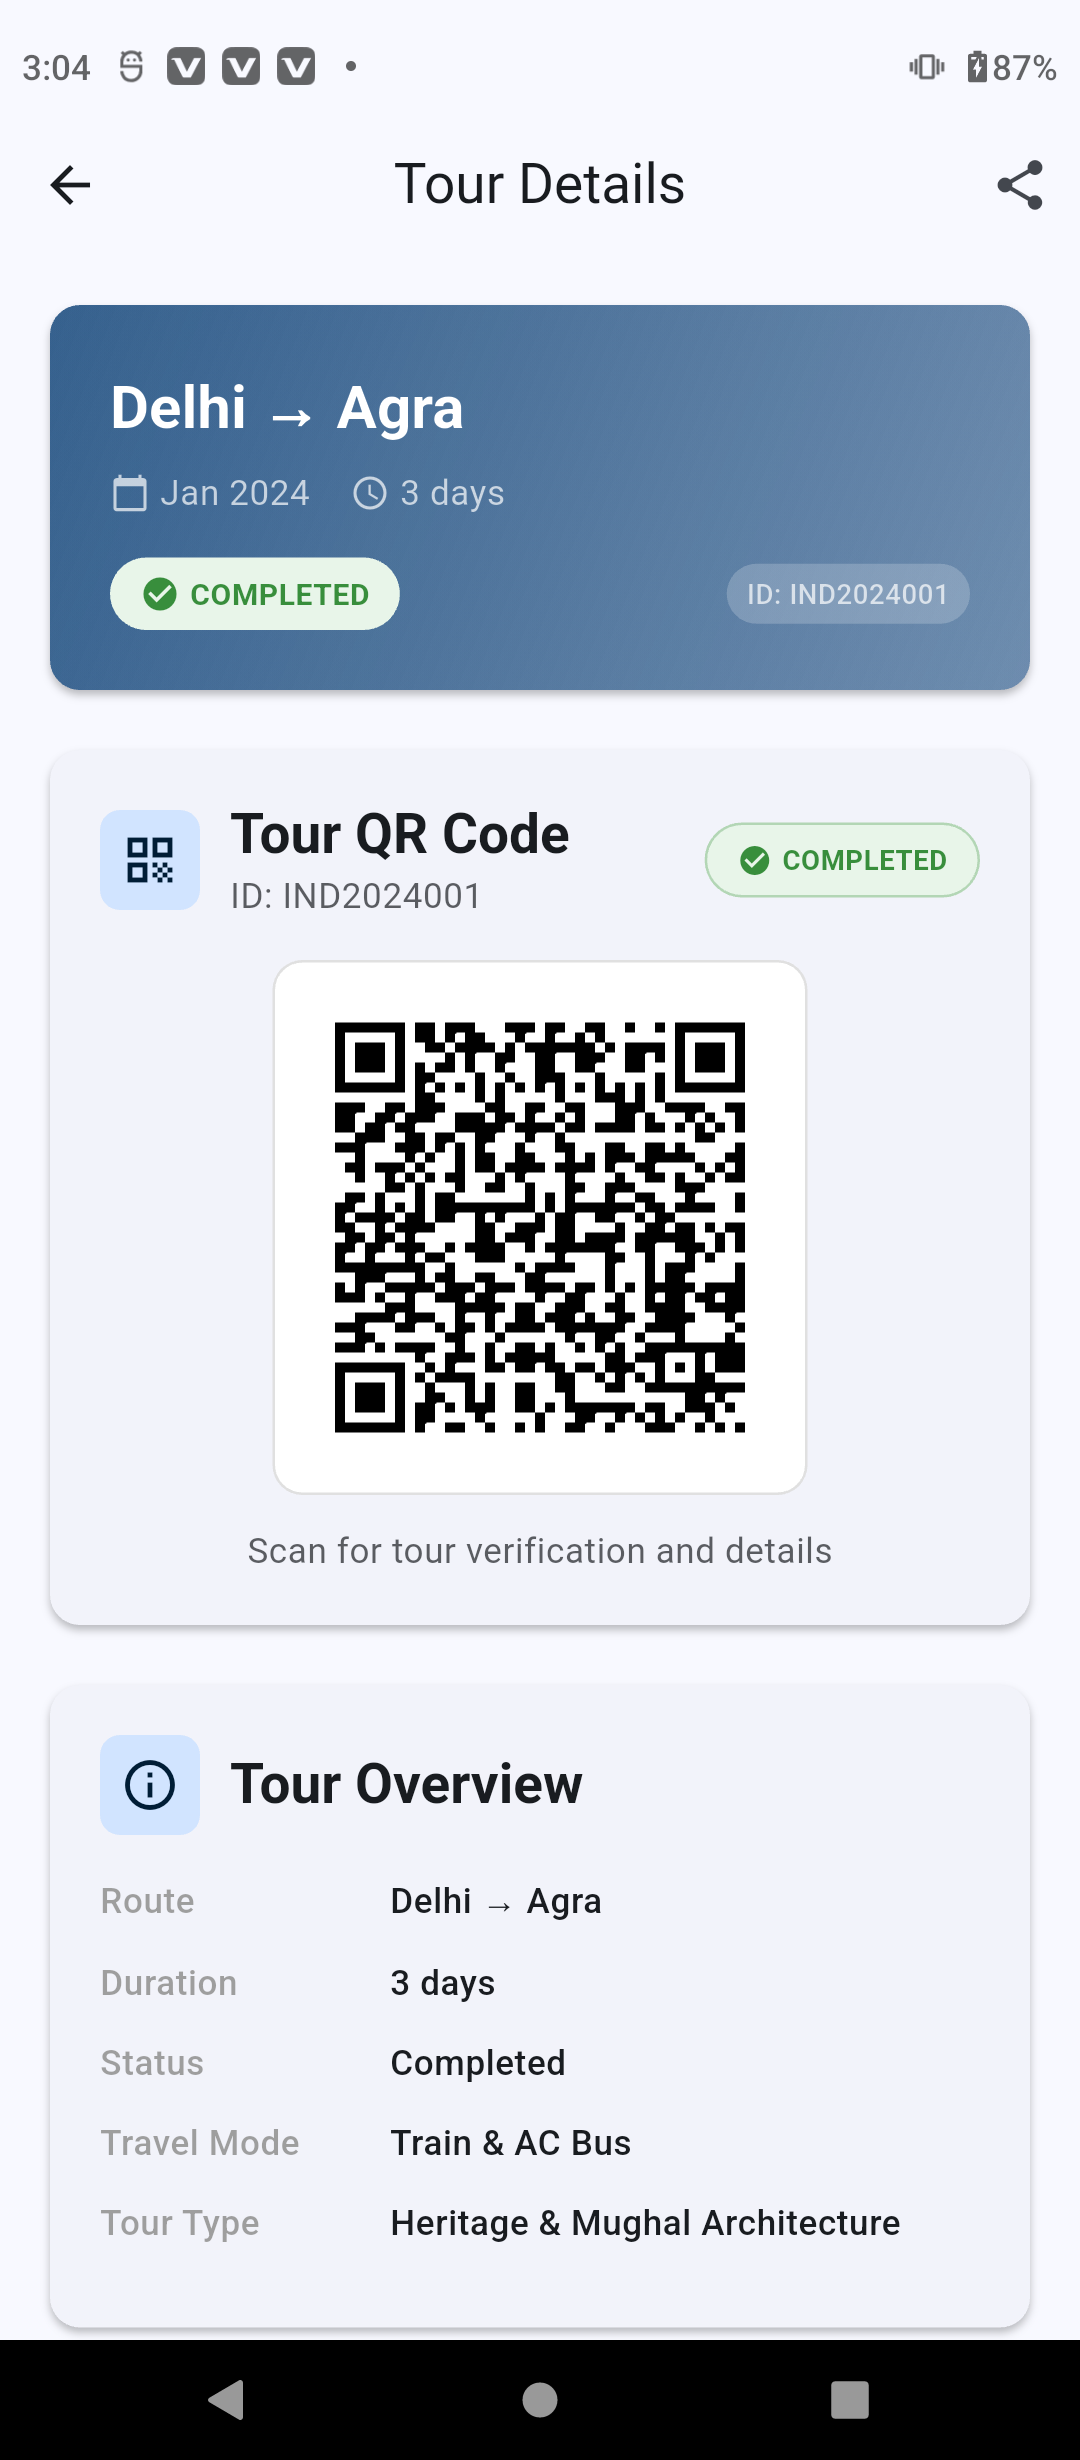 3:04
87%
Tour Details
Delhi → Agra
Jan 2024 3 days
COMPLETED ID: IND2024001
Tour QR Code
ID: IND2024001
COMPLETED
Scan for tour verification and details
Tour Overview
Route Delhi → Agra
Duration 3 days
Status Completed
Travel Mode Train & AC Bus
Tour Type Heritage & Mughal Architecture